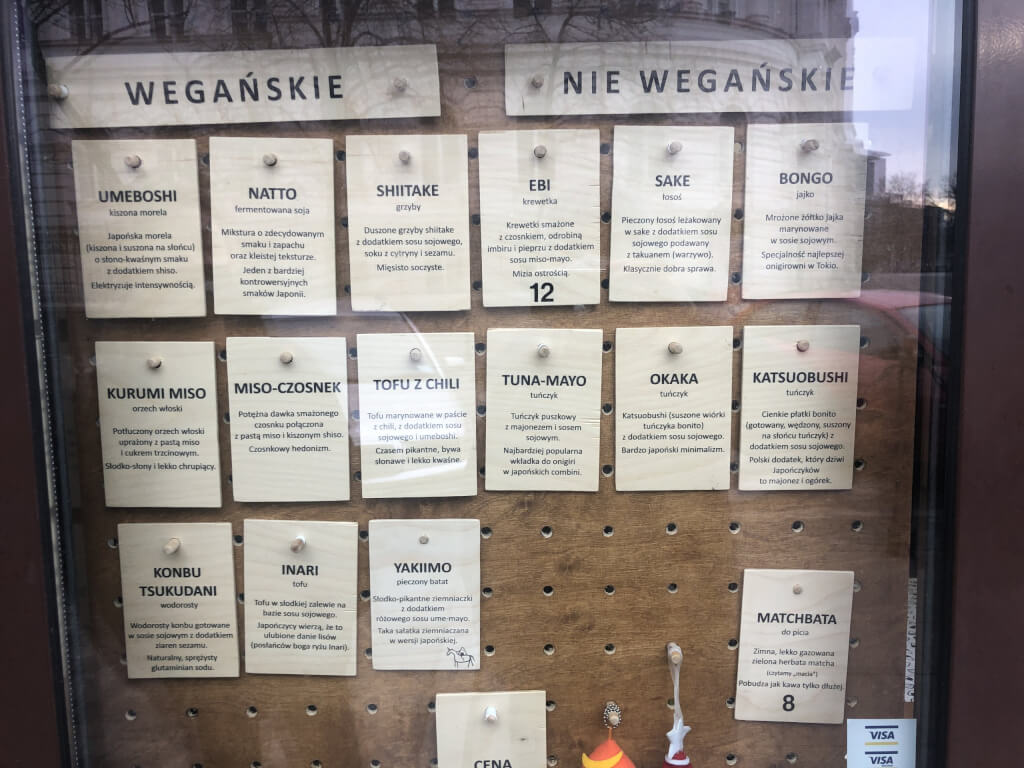 WEGAŃSKIE
NIE WEGAŃSKIE
UMEBOSHI
kiszona morela
Japońska morela
(kiszona i suszona na słońcu)
o słono-kwaśnym smaku
z dodatkiem shiso.
Elektryzuje intensywnością.
NATTO
fermentowana soja
Mikstura o zdecydowanym
smaku i zapachu
oraz kleistej teksturze.
Jeden z bardziej
kontrowersyjnych
smaków Japonii.
SHIITAKE
grzyby
Duszone grzyby shiitake
z dodatkiem sosu sojowego,
soku z cytryny i sezamu.
Mięsisto soczyste.
EBI
krewetka
Krewetki smażone
z czosnkiem, odrobiną
imbiru i pieprzu z dodatkiem
sosu miso-mayo.
Mizia ostrością.
12
SAKE
łosoś
Pieczony łosoś leżakowany
w sake z dodatkiem sosu
sojowego podawany
z takuanem (warzywo).
Klasycznie dobra sprawa.
BONGO
jajko
Mrożone żółtko jajka
marynowane
w sosie sojowym.
Specjalność najlepszej
onigirowni w Tokio.
KURUMI MISO
orzech włoski
Potłuczony orzech włoski
uprażony z pastą miso
i cukrem trzcinowym.
Słodko-słony i lekko chrupiący.
MISO-CZOSNEK
Potężna dawka smażonego
czosnku połączona
z pastą miso i kiszonym shiso.
Czosnkowy hedonizm.
TOFU Z CHILI
Tofu marynowane w paście
z chili, z dodatkiem sosu
sojowego i umeboshi.
Czasem pikantne, bywa
słonawe i lekko kwaśne.
TUNA-MAYO
tuńczyk
Tuńczyk puszkowy
z majonezem i sosem
sojowym.
Najbardziej popularna
wkładka do onigiri
w japońskich combini.
OKAKA
tuńczyk
Katsuobushi (suszone wiórki
tuńczyka bonito)
z dodatkiem sosu sojowego.
Bardzo japoński minimalizm.
KATSUOBUSHI
tuńczyk
Cienkie płatki bonito
(gotowany, wędzony, suszony
na słońcu tuńczyk) z
dodatkiem sosu sojowego.
Polski dodatek, który dziwi
Japończyków
to majonez i ogórek.
KONBU
TSUKUDANI
wodorosty
Wodorosty konbu gotowane
w sosie sojowym z dodatkiem
ziaren sezamu.
Naturalny, sprężysty
glutaminian sodu.
INARI
tofu
Tofu w słodkiej zalewie na
bazie sosu sojowego.
Japończycy wierzą, że to
ulubione danie lisów
(posłańców boga ryżu Inari).
YAKIIMO
pieczony batat
Słodko-pikantne ziemniaczki
z dodatkiem
różowego sosu ume-mayo.
Taka sałatka ziemniaczana
w wersji japońskiej.
MATCHBATA
do picia
Zimna, lekko gazowana
zielona herbata matcha
(czytamy „macia")
Pobudza jak kawa tylko dłużej.
8
CENA
VISA
VISA